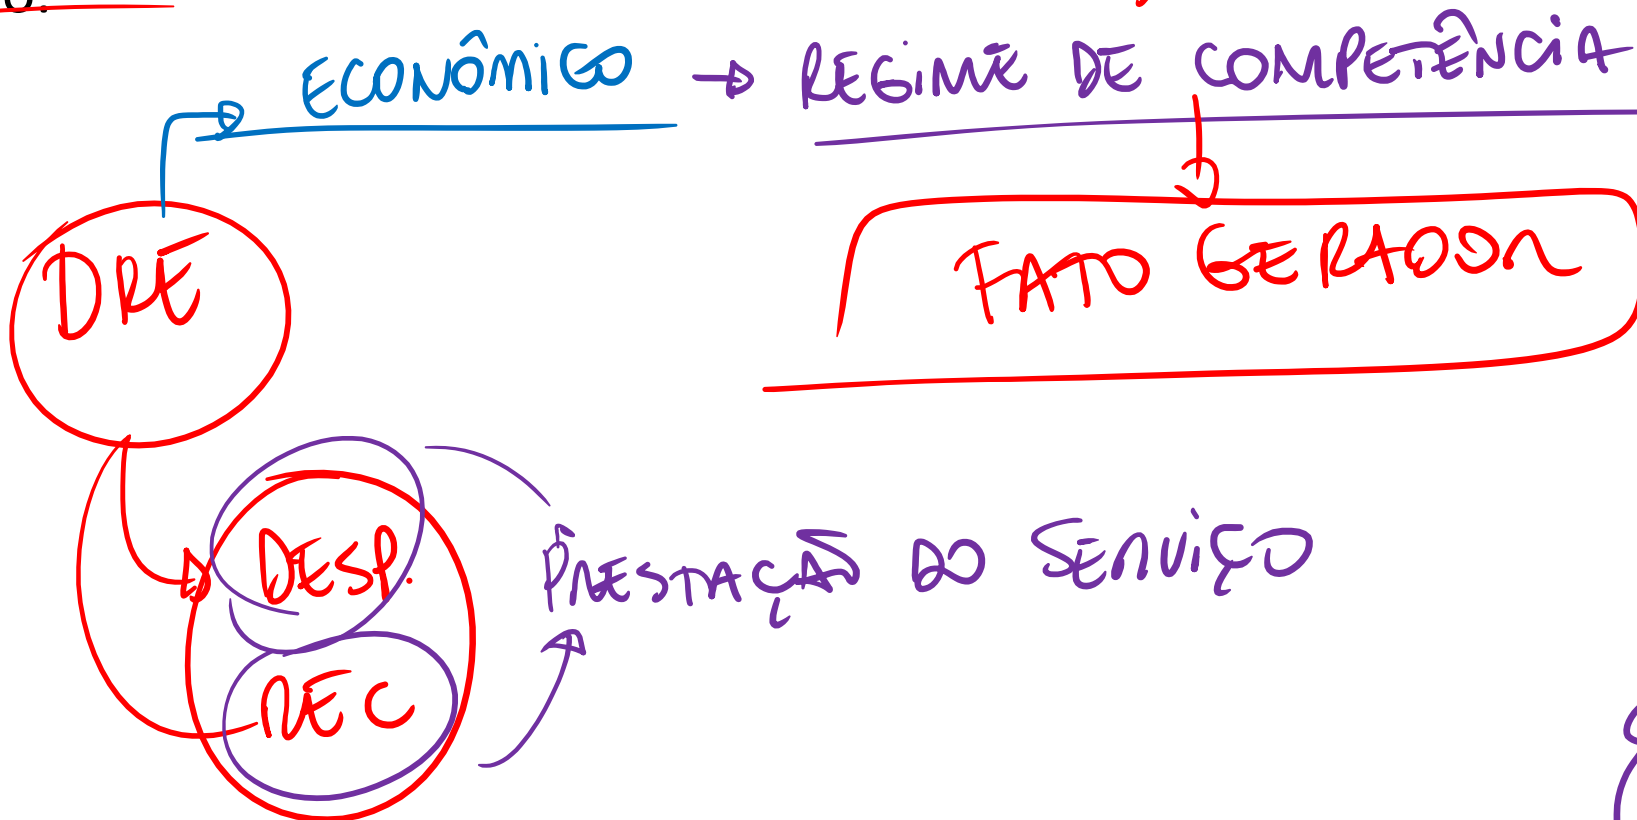 ECONÔMICO → REGIME DE COMPETÊNCIA
DRE
FATO GERADOR
DESP.
PRESTAÇÃO DO SERVIÇO
REC